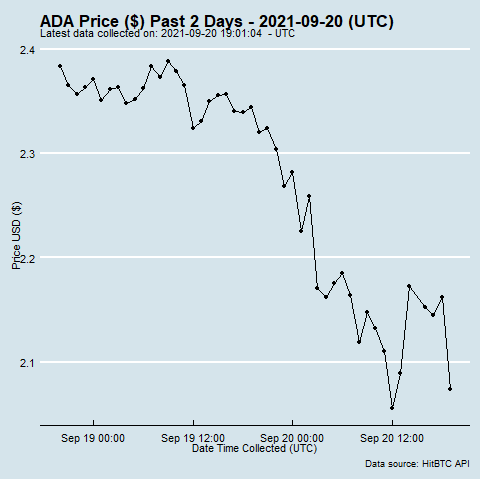 ADA Price ($) Past 2 Days - 2021-09-20 (UTC)
Latest data collected on: 2021-09-20 19:01:04 - UTC
2.4
2.3
2.2
2.1
Price USD ($)
Sep 19 00:00 Sep 19 12:00 Sep 20 00:00 Sep 20 12:00
Date Time Collected (UTC)
Data source: HitBTC API